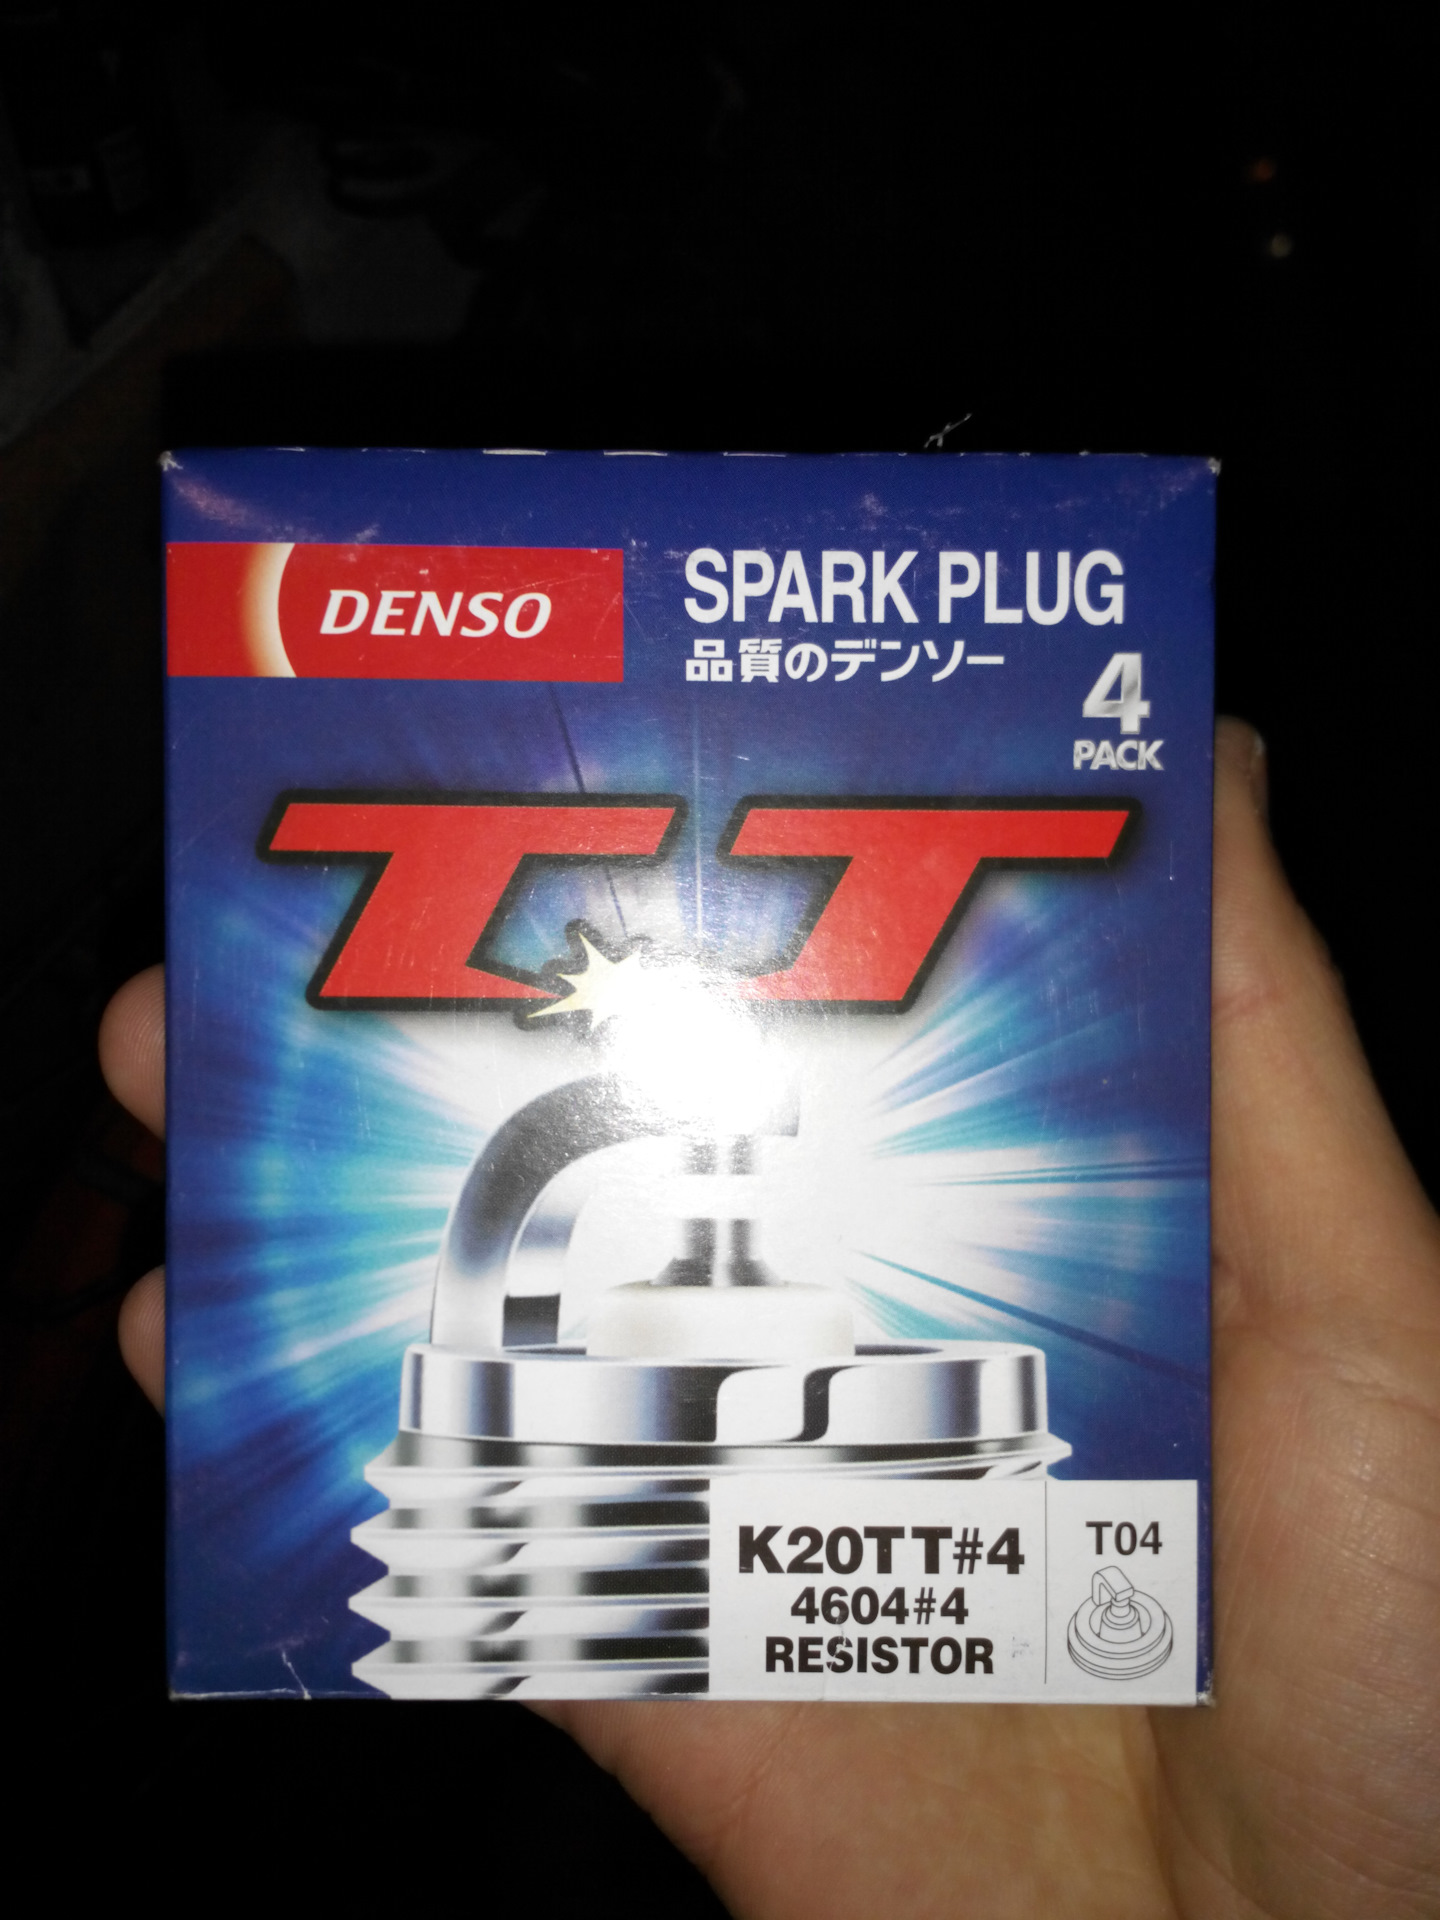 DENSO
SPARK PLUG
品質のデンソー
4
PACK
TT
K20TT#4
4604#4
RESISTOR
T04